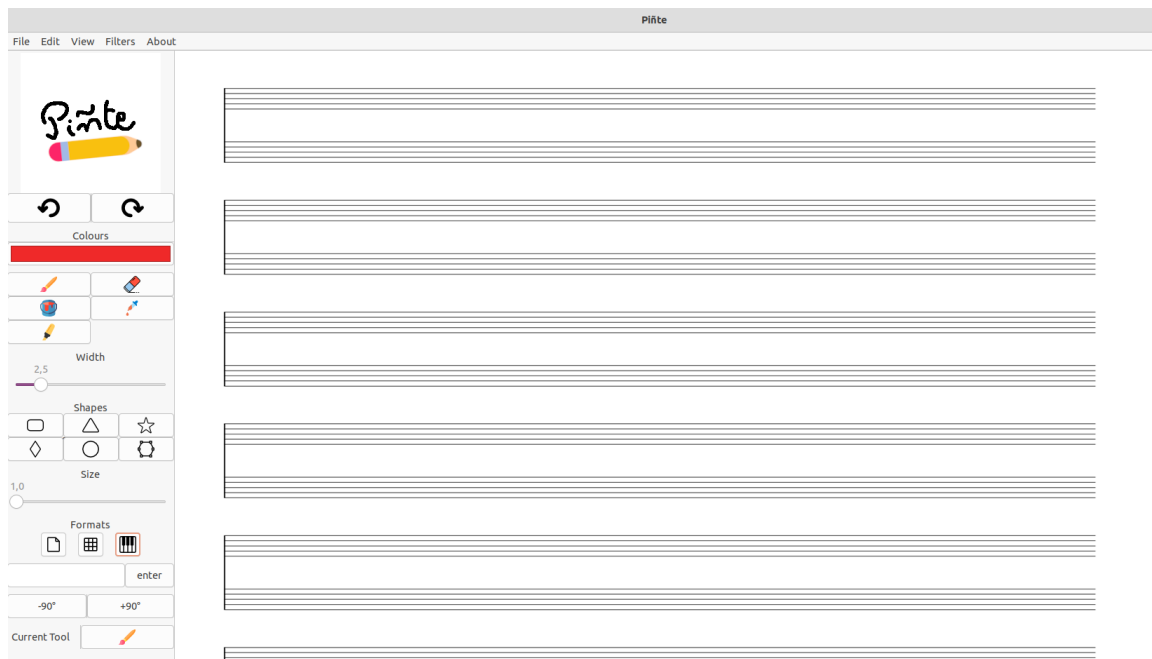 Piñte
File Edit View Filters About
Piñte
Colours
Width
2,5
Shapes
Size
1,0
Formats
enter
-90° +90°
Current Tool